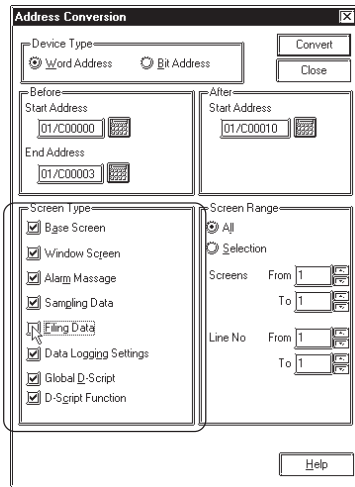 Address Conversion
Device Type
Word Address Bit Address
Convert
Close
Before
Start Address
01/C00000
End Address
01/C00003
After
Start Address
01/C00010
Screen Type
Base Screen
Window Screen
Alarm Massage
Sampling Data
Filing Data
Data Logging Settings
Global D-Script
D-Script Function
Screen Range
All
Selection
Screens From 1
To 1
Line No From 1
To 1
Help